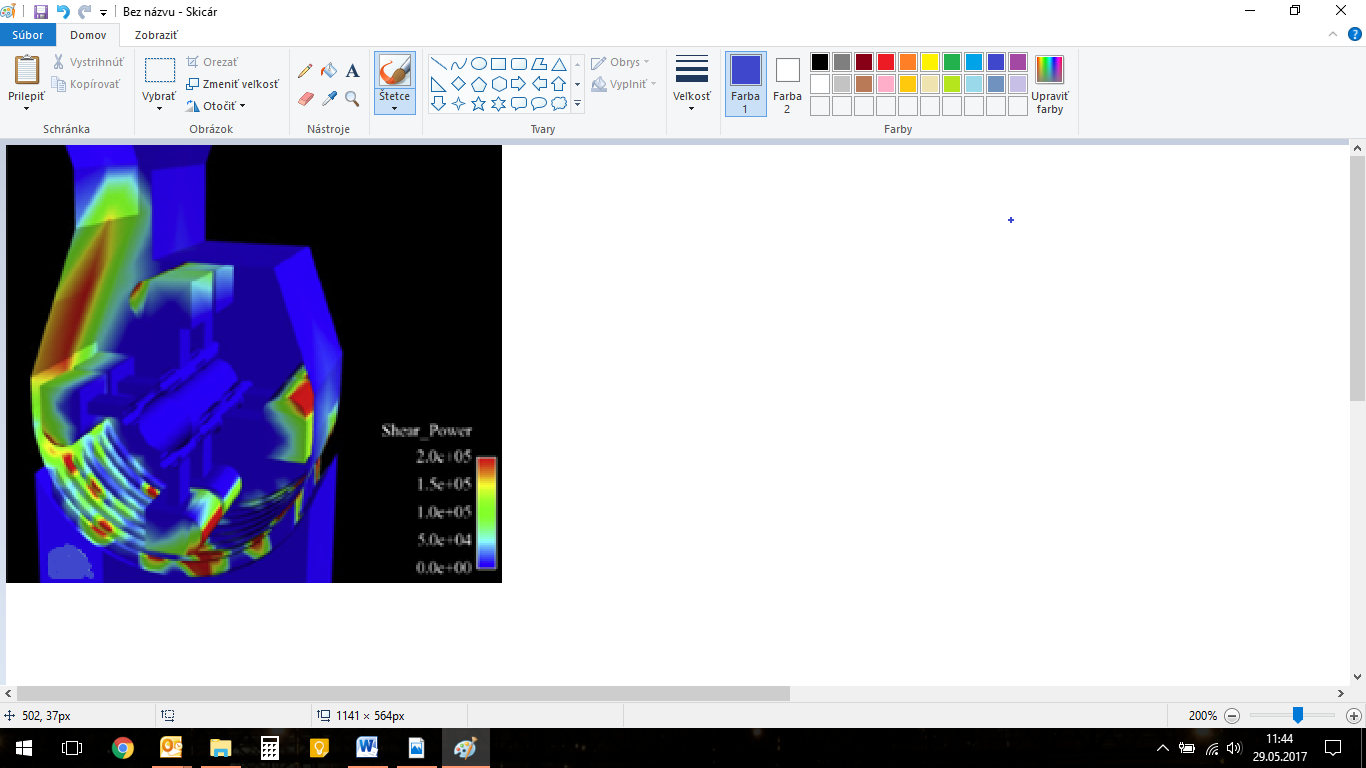 Bez názvu - Skicár
Súbor
Domov
Zobraziť
Prilepiť
Vystrihnúť
Kopírovať
Schránka
Vybrať
Orezať
Zmeniť veľkosť
Otočiť
Obrázok
A
Nástroje
Štetce
Obrys
Vyplniť
Tvary
Veľkosť
Farba
1
Farba
2
Upraviť
farby
Farby
Shear_Power
2.0e+05
1.5e+05
1.0e+05
5.0e+04
0.0e+00
502, 37px
1141 × 564px
200%
11:44
29.05.2017